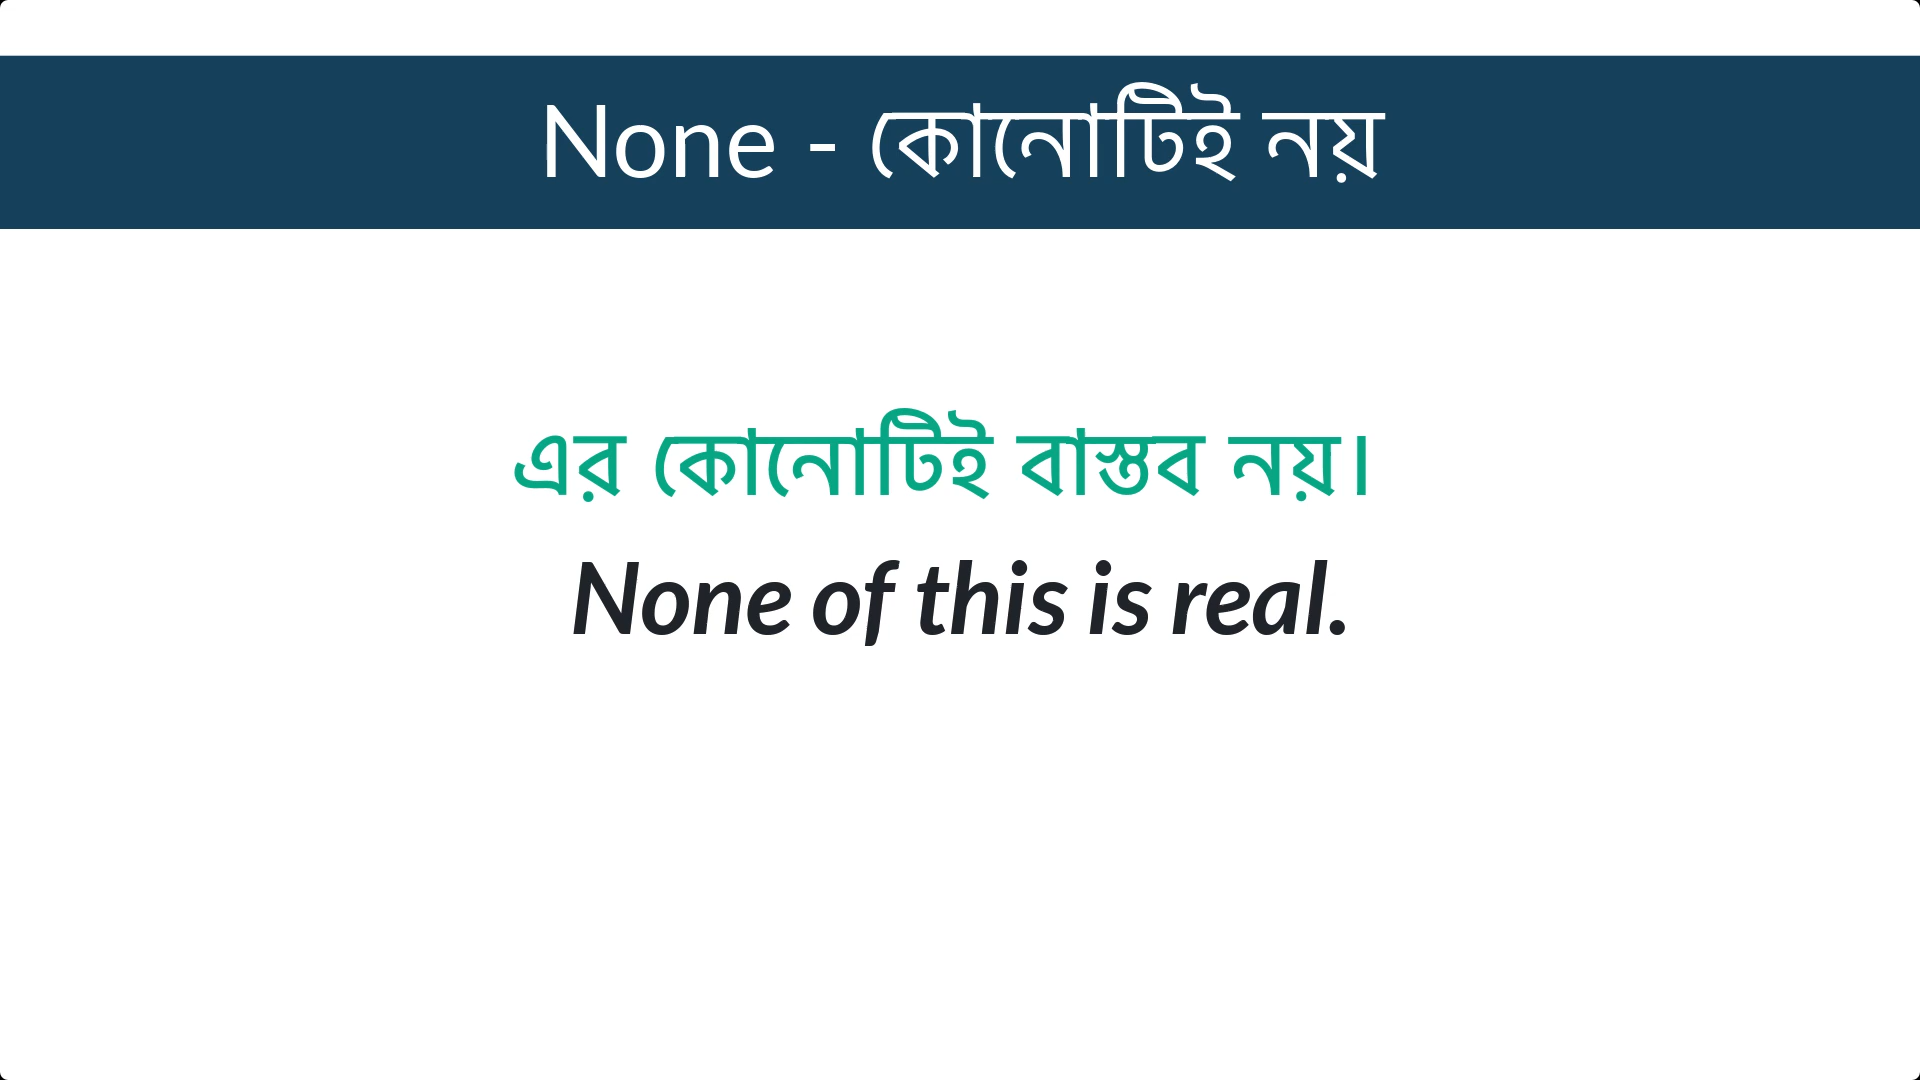 None - কোনোটিই নয়
এর কোনোটিই বাস্তব নয়।
None of this is real.